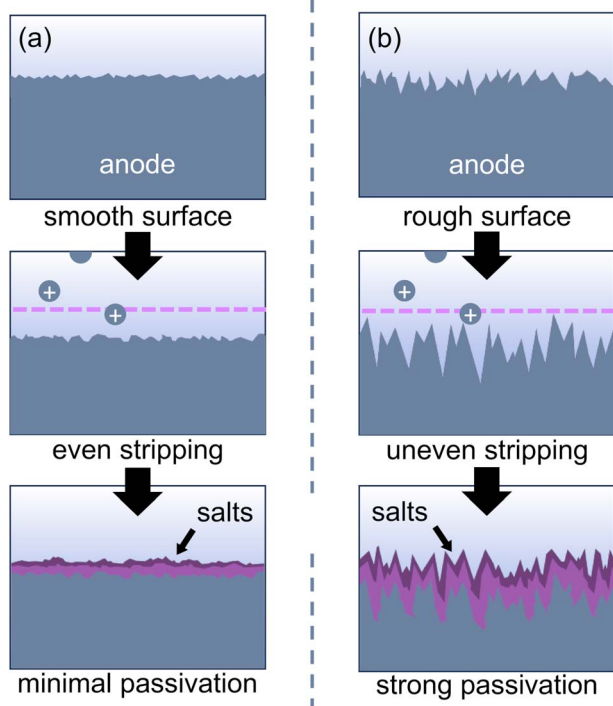 (a)
anode
smooth surface
+
+
even stripping
salts
minimal passivation
(b)
anode
rough surface
+
+
uneven stripping
salts
strong passivation